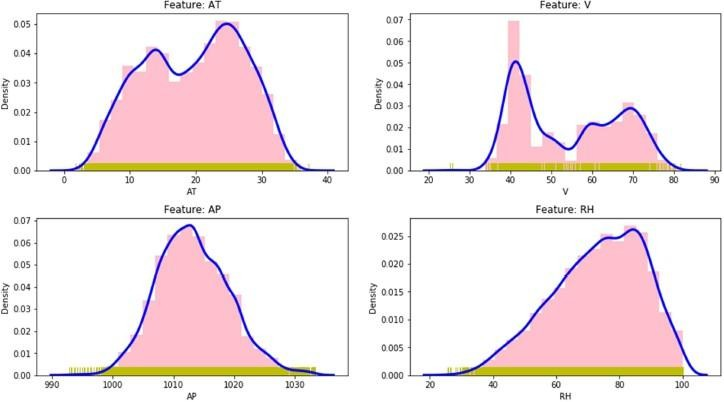 Feature: AT
0.05
0.04
0.03
0.02
0.01
0.00
Density
0 10 20 30 40
AT
Feature: V
0.07
0.06
0.05
0.04
0.03
0.02
0.01
0.00
Density
20 30 40 50 60 70 80 90
V
Feature: AP
0.07
0.06
0.05
0.04
0.03
0.02
0.01
0.00
Density
990 1000 1010 1020 1030
AP
Feature: RH
0.025
0.020
0.015
0.010
0.005
0.000
Density
20 40 60 80 100
RH